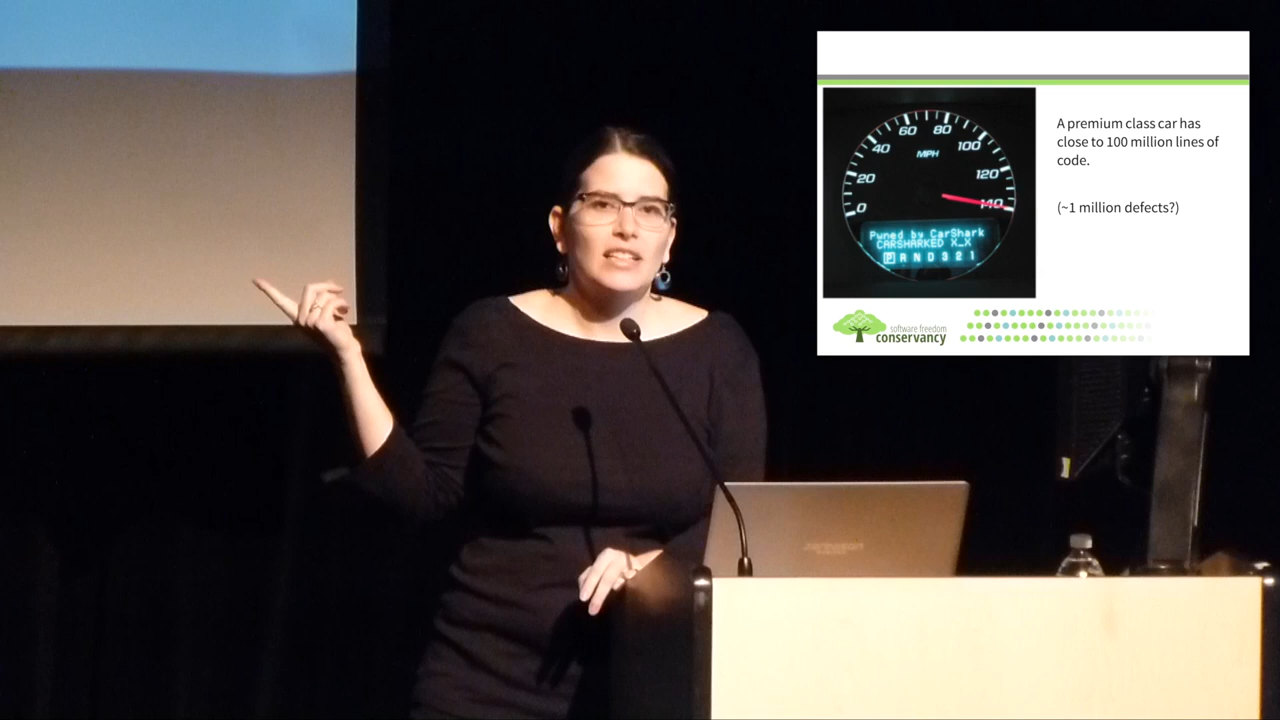 60 80
40 100
MPH
20 120
0 140
Pwned by CarShark
CARSHARKED X_X
P R N D 3 2 1
A premium class car has
close to 100 million lines of
code.
(~1 million defects?)
software freedom
conservancy